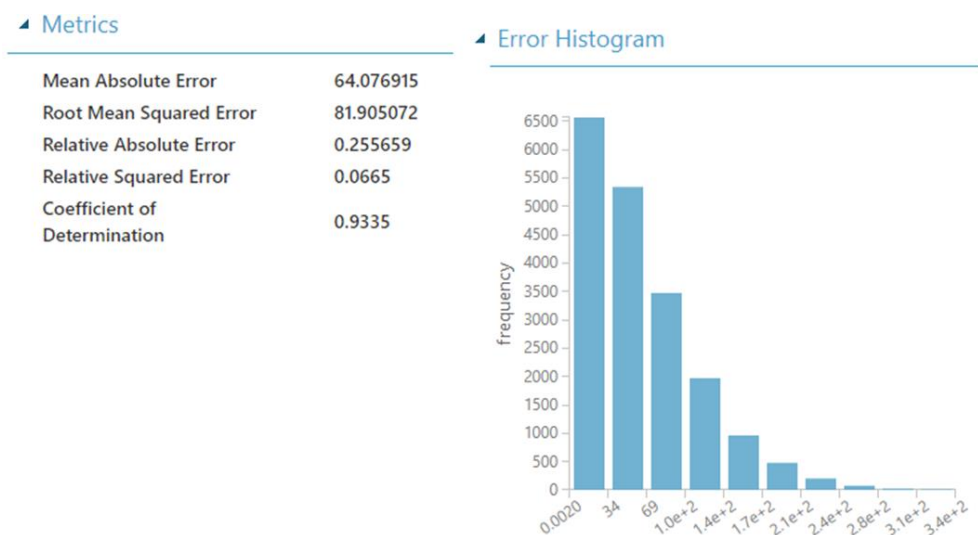 Metrics
Mean Absolute Error 64.076915
Root Mean Squared Error 81.905072
Relative Absolute Error 0.255659
Relative Squared Error 0.0665
Coefficient of
Determination 0.9335
Error Histogram
frequency
6500
6000
5500
5000
4500
4000
3500
3000
2500
2000
1500
1000
500
0
0.0020
34
69
1.0e+2
1.4e+2
1.7e+2
2.1e+2
2.4e+2
2.8e+2
3.1e+2
3.4e+2